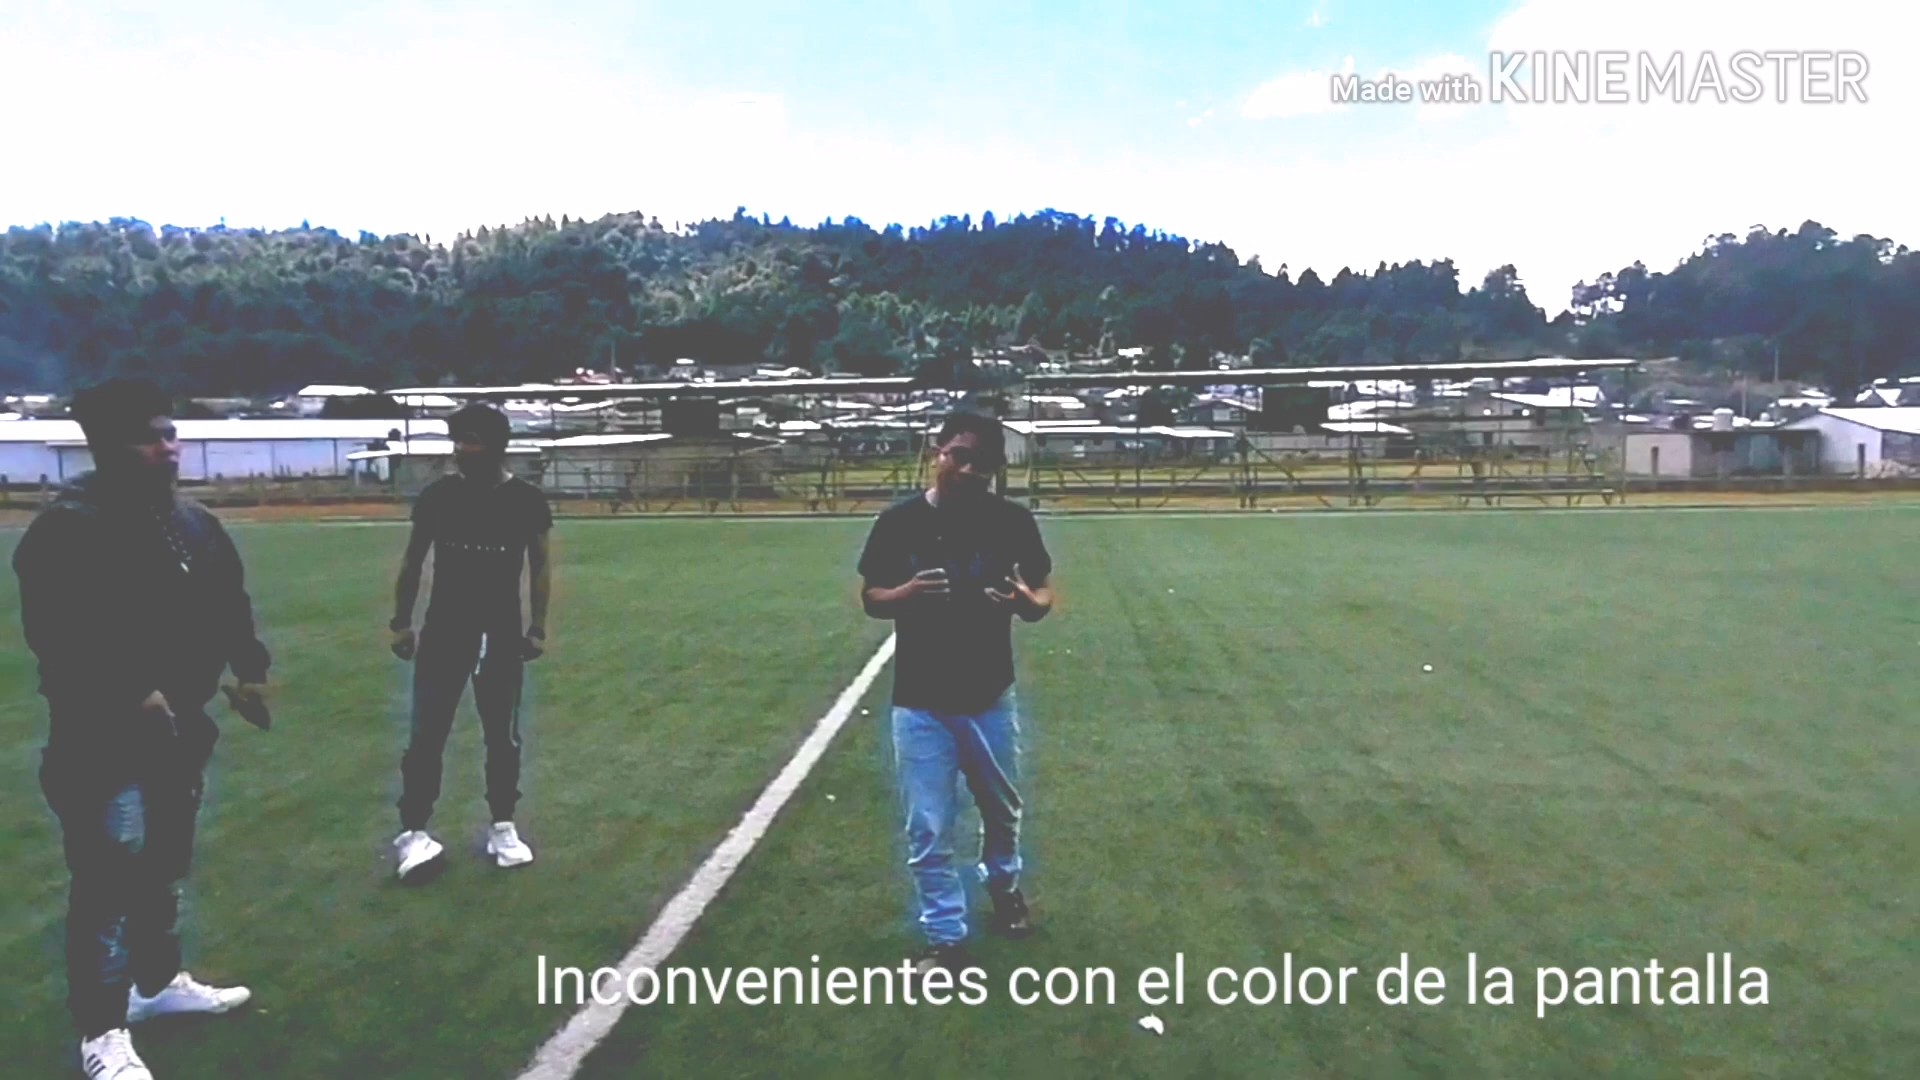 Made with KINEMASTER
Inconvenientes con el color de la pantalla